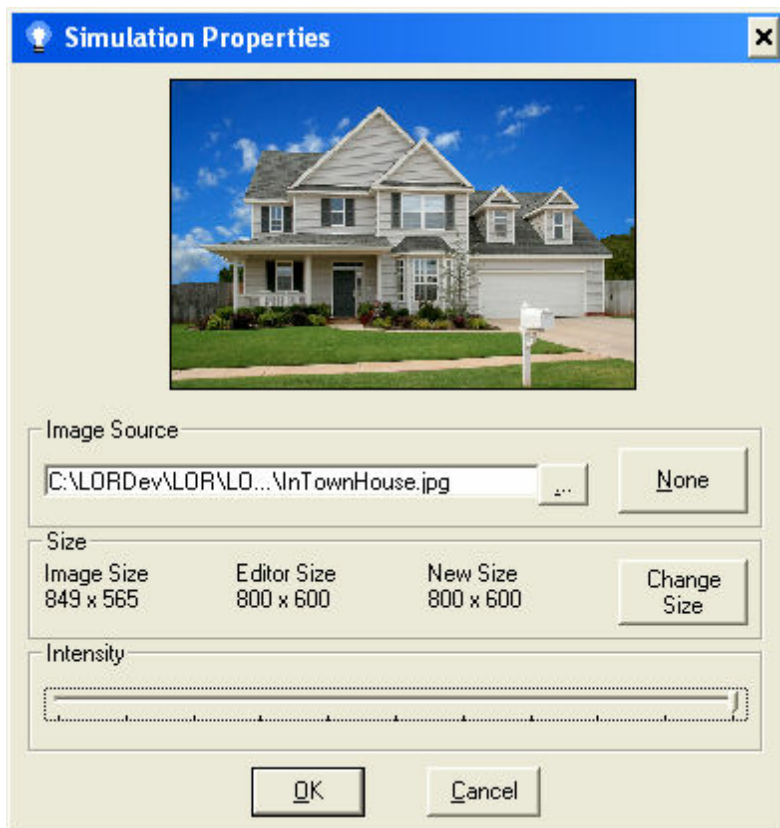 Simulation Properties
Image Source
C:\LORDev\LOR\LO...\InTownHouse.jpg
...
None
Size
Image Size
849 x 565
Editor Size
800 x 600
New Size
800 x 600
Change
Size
Intensity
OK
Cancel